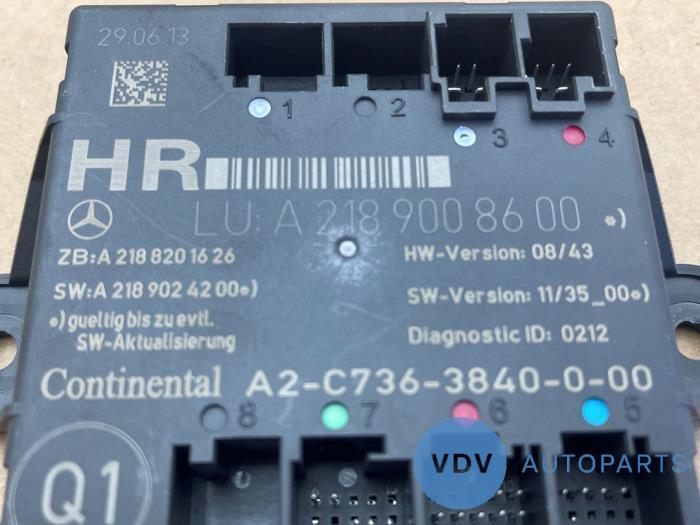 29.06.13
1 2 3 4
HR
LU: A 218 900 86 00 •)
ZB: A 218 820 16 26
HW-Version: 08/43
SW: A 218 902 42 00 •)
SW-Version: 11/35_00 •)
•) gueltig bis zu evtl.
SW-Aktualisierung
Diagnostic ID: 0212
Continental A2-C736-3840-0-00
8 7 6 5
Q1
VDV AUTOPARTS